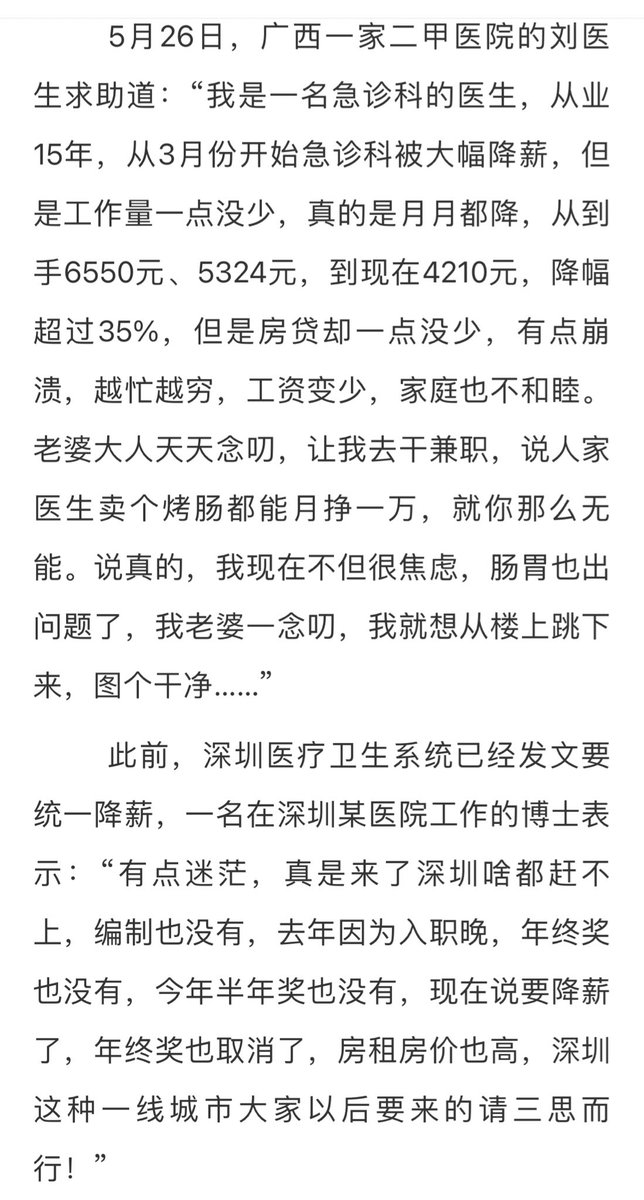 5月26日，广西一家二甲医院的刘医
生求助道：“我是一名急诊科的医生，从业
15年，从3月份开始急诊科被大幅降薪，但
是工作量一点没少，真的是月月都降，从到
手6550元、5324元，到现在4210元，降幅
超过35%，但是房贷却一点没少，有点崩
溃，越忙越穷，工资变少，家庭也不和睦。
老婆大人天天念叨，让我去干兼职，说人家
医生卖个烤肠都能月挣一万，就你那么无
能。说真的，我现在不但很焦虑，肠胃也出
问题了，我老婆一念叨，我就想从楼上跳下
来，图个干净……”
此前，深圳医疗卫生系统已经发文要
统一降薪，一名在深圳某医院工作的博士表
示：“有点迷茫，真是来了深圳啥都赶不
上，编制也没有，去年因为入职晚，年终奖
也没有，今年半年奖也没有，现在说要降薪
了，年终奖也取消了，房租房价也高，深圳
这种一线城市大家以后要来的请三思而
行！”